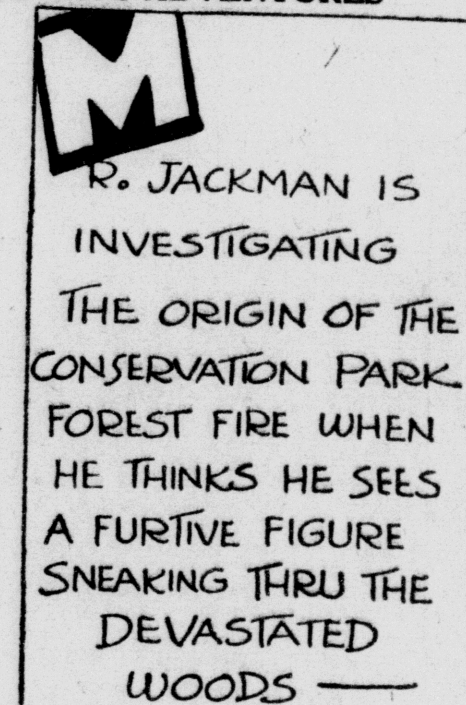 MR. JACKMAN IS
INVESTIGATING
THE ORIGIN OF THE
CONSERVATION PARK
FOREST FIRE WHEN
HE THINKS HE SEES
A FURTIVE FIGURE
SNEAKING THRU THE
DEVASTATED
WOODS —